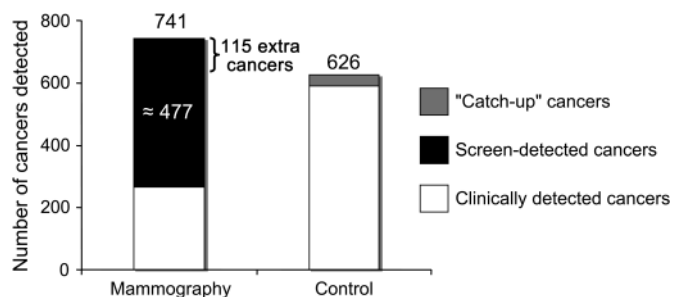 Number of cancers detected
800
600
400
200
0
741
≈ 477
115 extra
cancers
626
Mammography
Control
"Catch-up" cancers
Screen-detected cancers
Clinically detected cancers